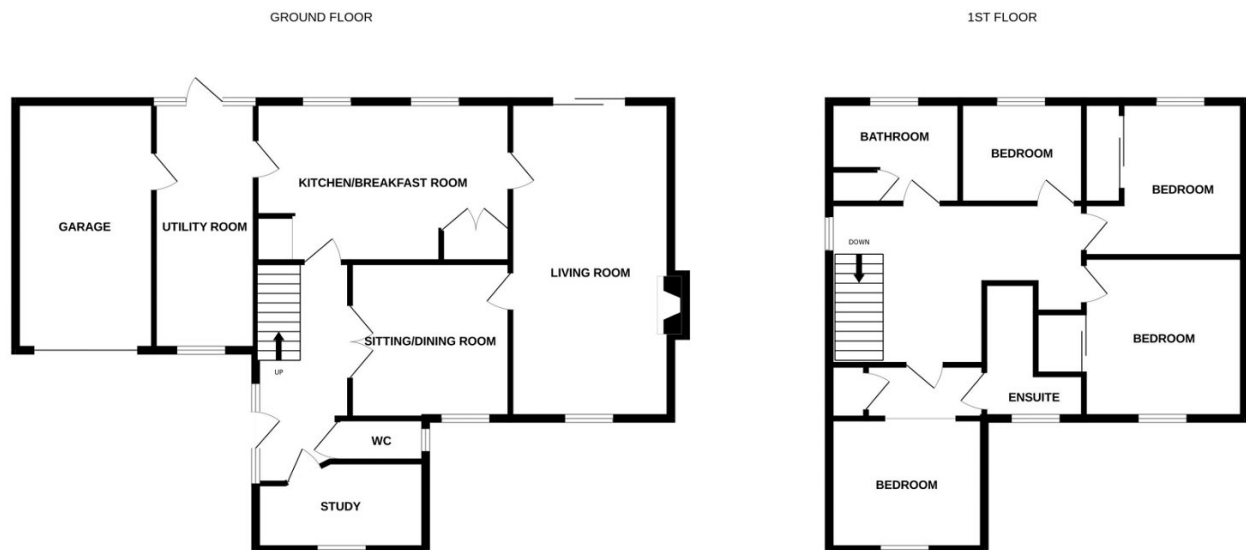 GROUND FLOOR
GARAGE
UTILITY ROOM
KITCHEN/BREAKFAST ROOM
LIVING ROOM
SITTING/DINING ROOM
UP
WC
STUDY
1ST FLOOR
BATHROOM
BEDROOM
BEDROOM
DOWN
BEDROOM
ENSUITE
BEDROOM